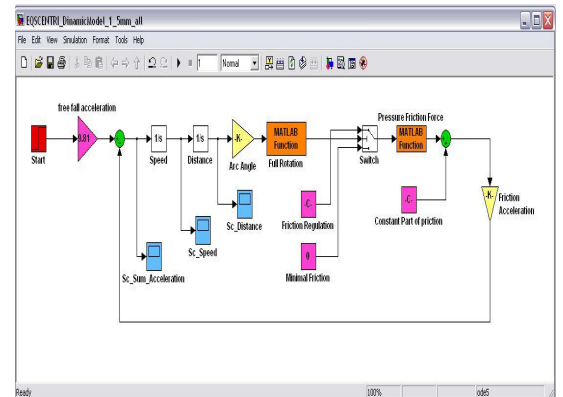 EQSCENTRI_DinamicModel_1_5mm_all
File Edit View Simulation Format Tools Help
1 Normal
free fall acceleration
9.81
Start
1/s
Speed
1/s
Distance
-K-
Arc Angle
MATLAB
Function
Full Rotation
Switch
Pressure Friction Force
MATLAB
Function
-C-
Friction Regulation
-C-
Constant Part of priction
-K-
Friction
Acceleration
0
Minimal Friction
Sc_Distance
Sc_Speed
Sc_Sum_Acceleration
Ready 100% ode5